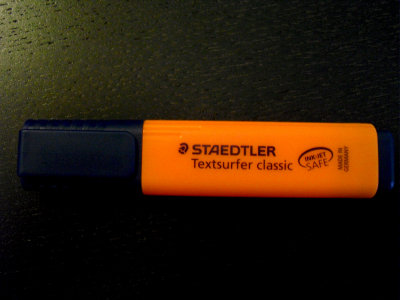 STAEDTLER
Textsurfer classic
INK-JET
SAFE
MADE IN
GERMANY